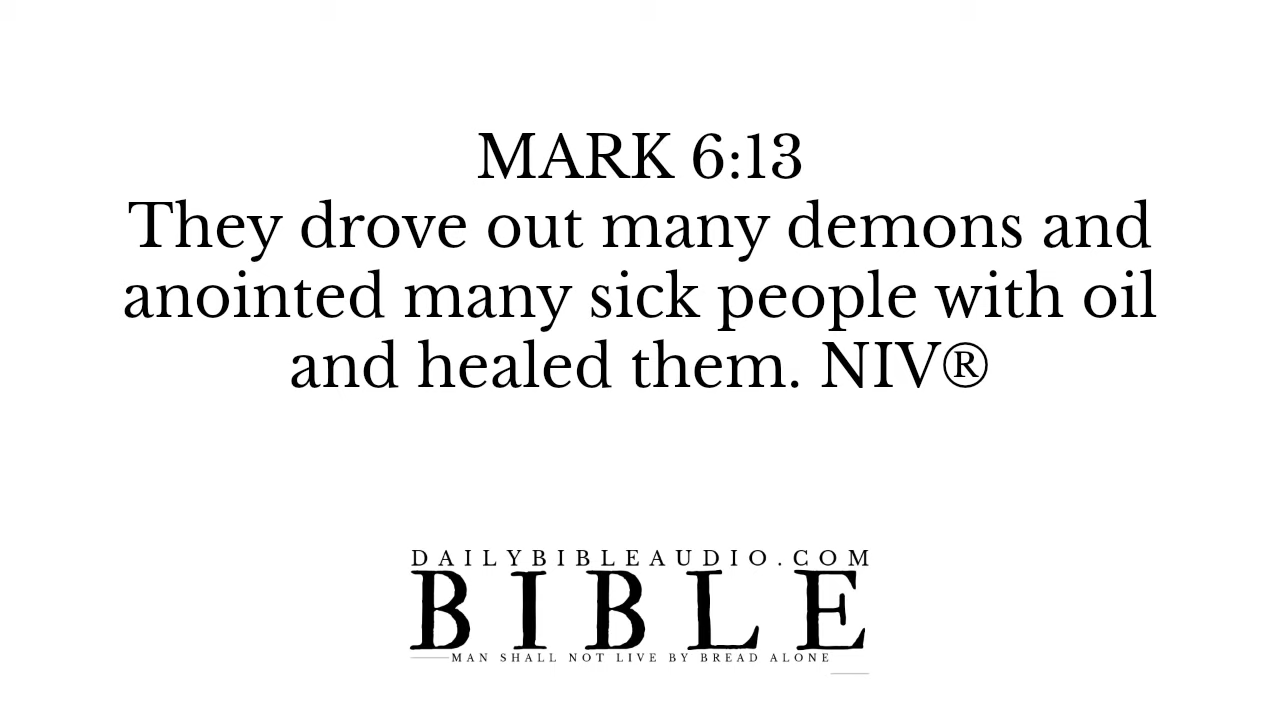 MARK 6:13
They drove out many demons and
anointed many sick people with oil
and healed them. NIV®
DAILYBIBLEAUDIO.COM
BIBLE
MAN SHALL NOT LIVE BY BREAD ALONE